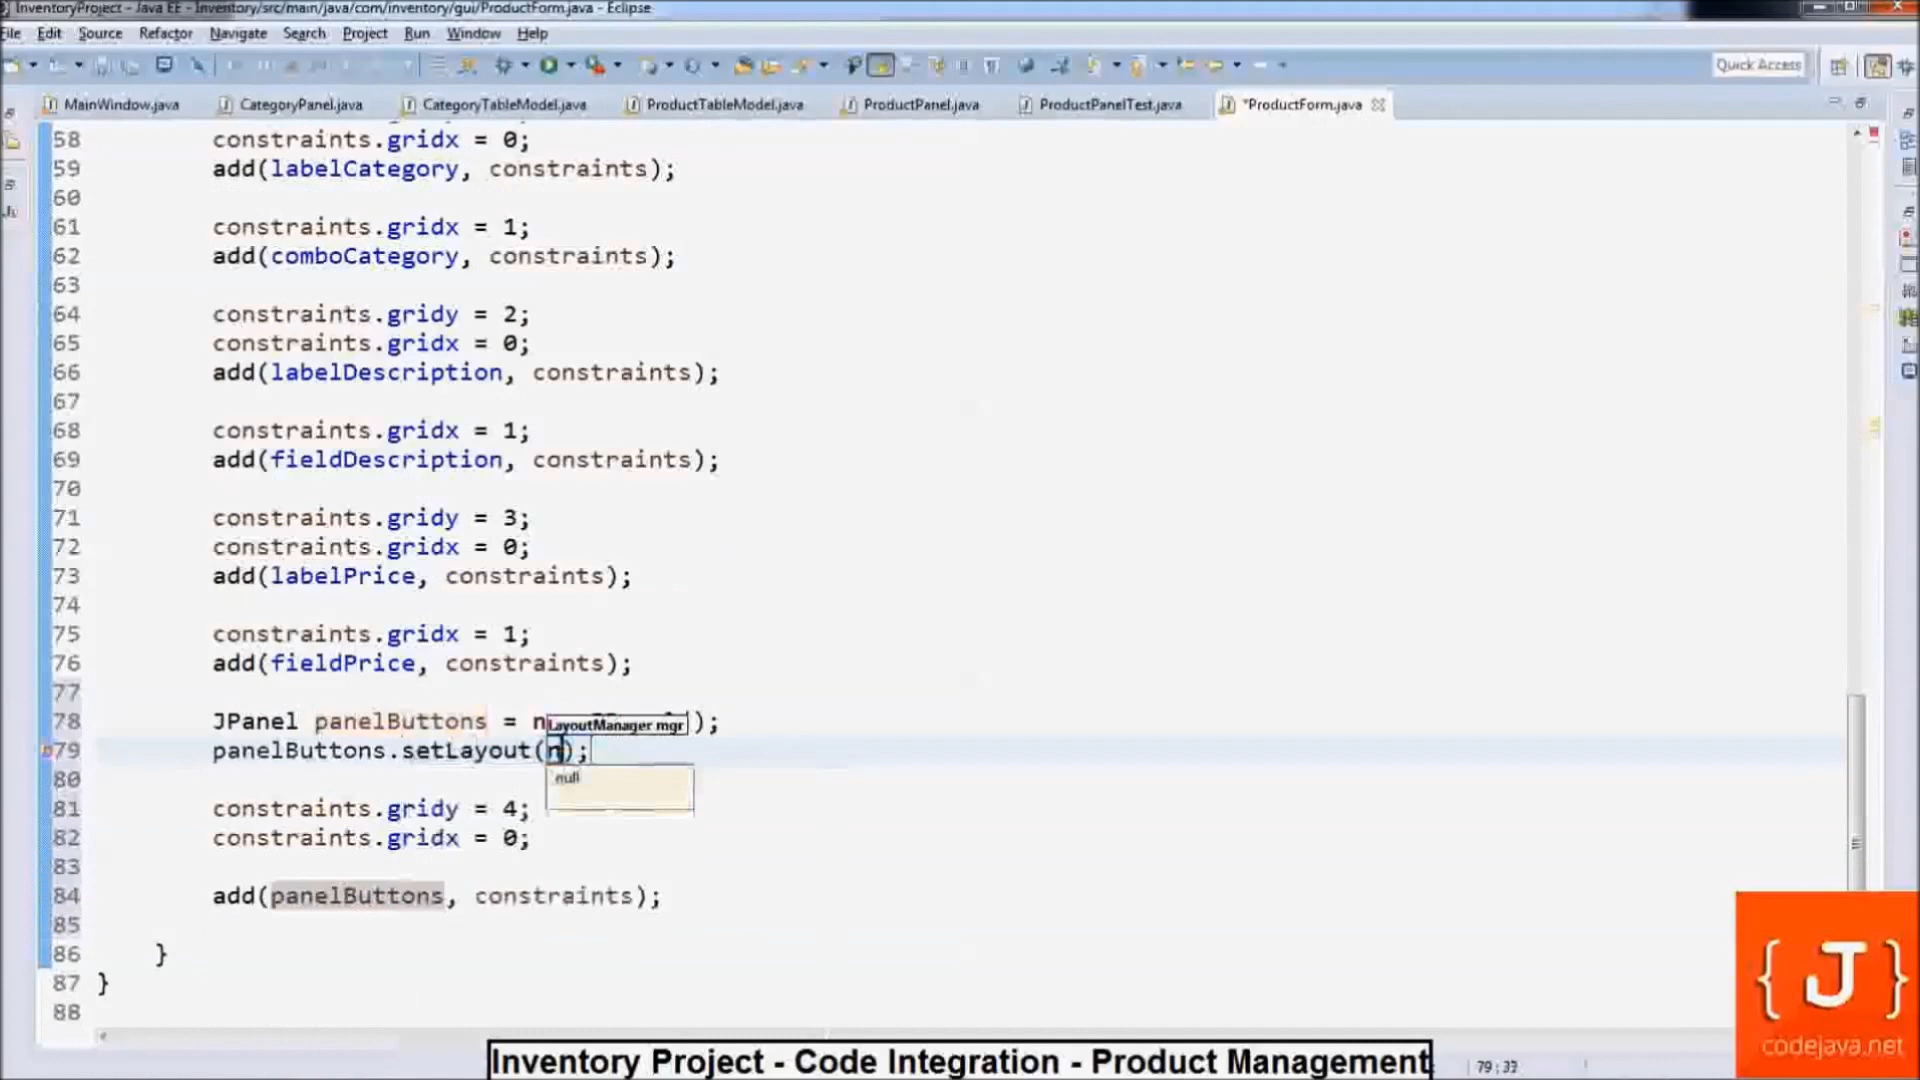 InventoryProject - Java EE - Inventory/src/main/java/com/inventory/gui/ProductForm.java - Eclipse
File Edit Source Refactor Navigate Search Project Run Window Help
Quick Access
MainWindow.java CategoryPanel.java CategoryTableModel.java ProductTableModel.java ProductPanel.java ProductPanelTest.java *ProductForm.java
58 constraints.gridx = 0;
59 add(labelCategory, constraints);
60
61 constraints.gridx = 1;
62 add(comboCategory, constraints);
63
64 constraints.gridy = 2;
65 constraints.gridx = 0;
66 add(labelDescription, constraints);
67
68 constraints.gridx = 1;
69 add(fieldDescription, constraints);
70
71 constraints.gridy = 3;
72 constraints.gridx = 0;
73 add(labelPrice, constraints);
74
75 constraints.gridx = 1;
76 add(fieldPrice, constraints);
77
78 JPanel panelButtons = n );
LayoutManager mgr
79 panelButtons.setLayout(n);
null
80
81 constraints.gridy = 4;
82 constraints.gridx = 0;
83
84 add(panelButtons, constraints);
85
86 }
87 }
88
{ J }
codejava.net
Inventory Project - Code Integration - Product Management
79:33